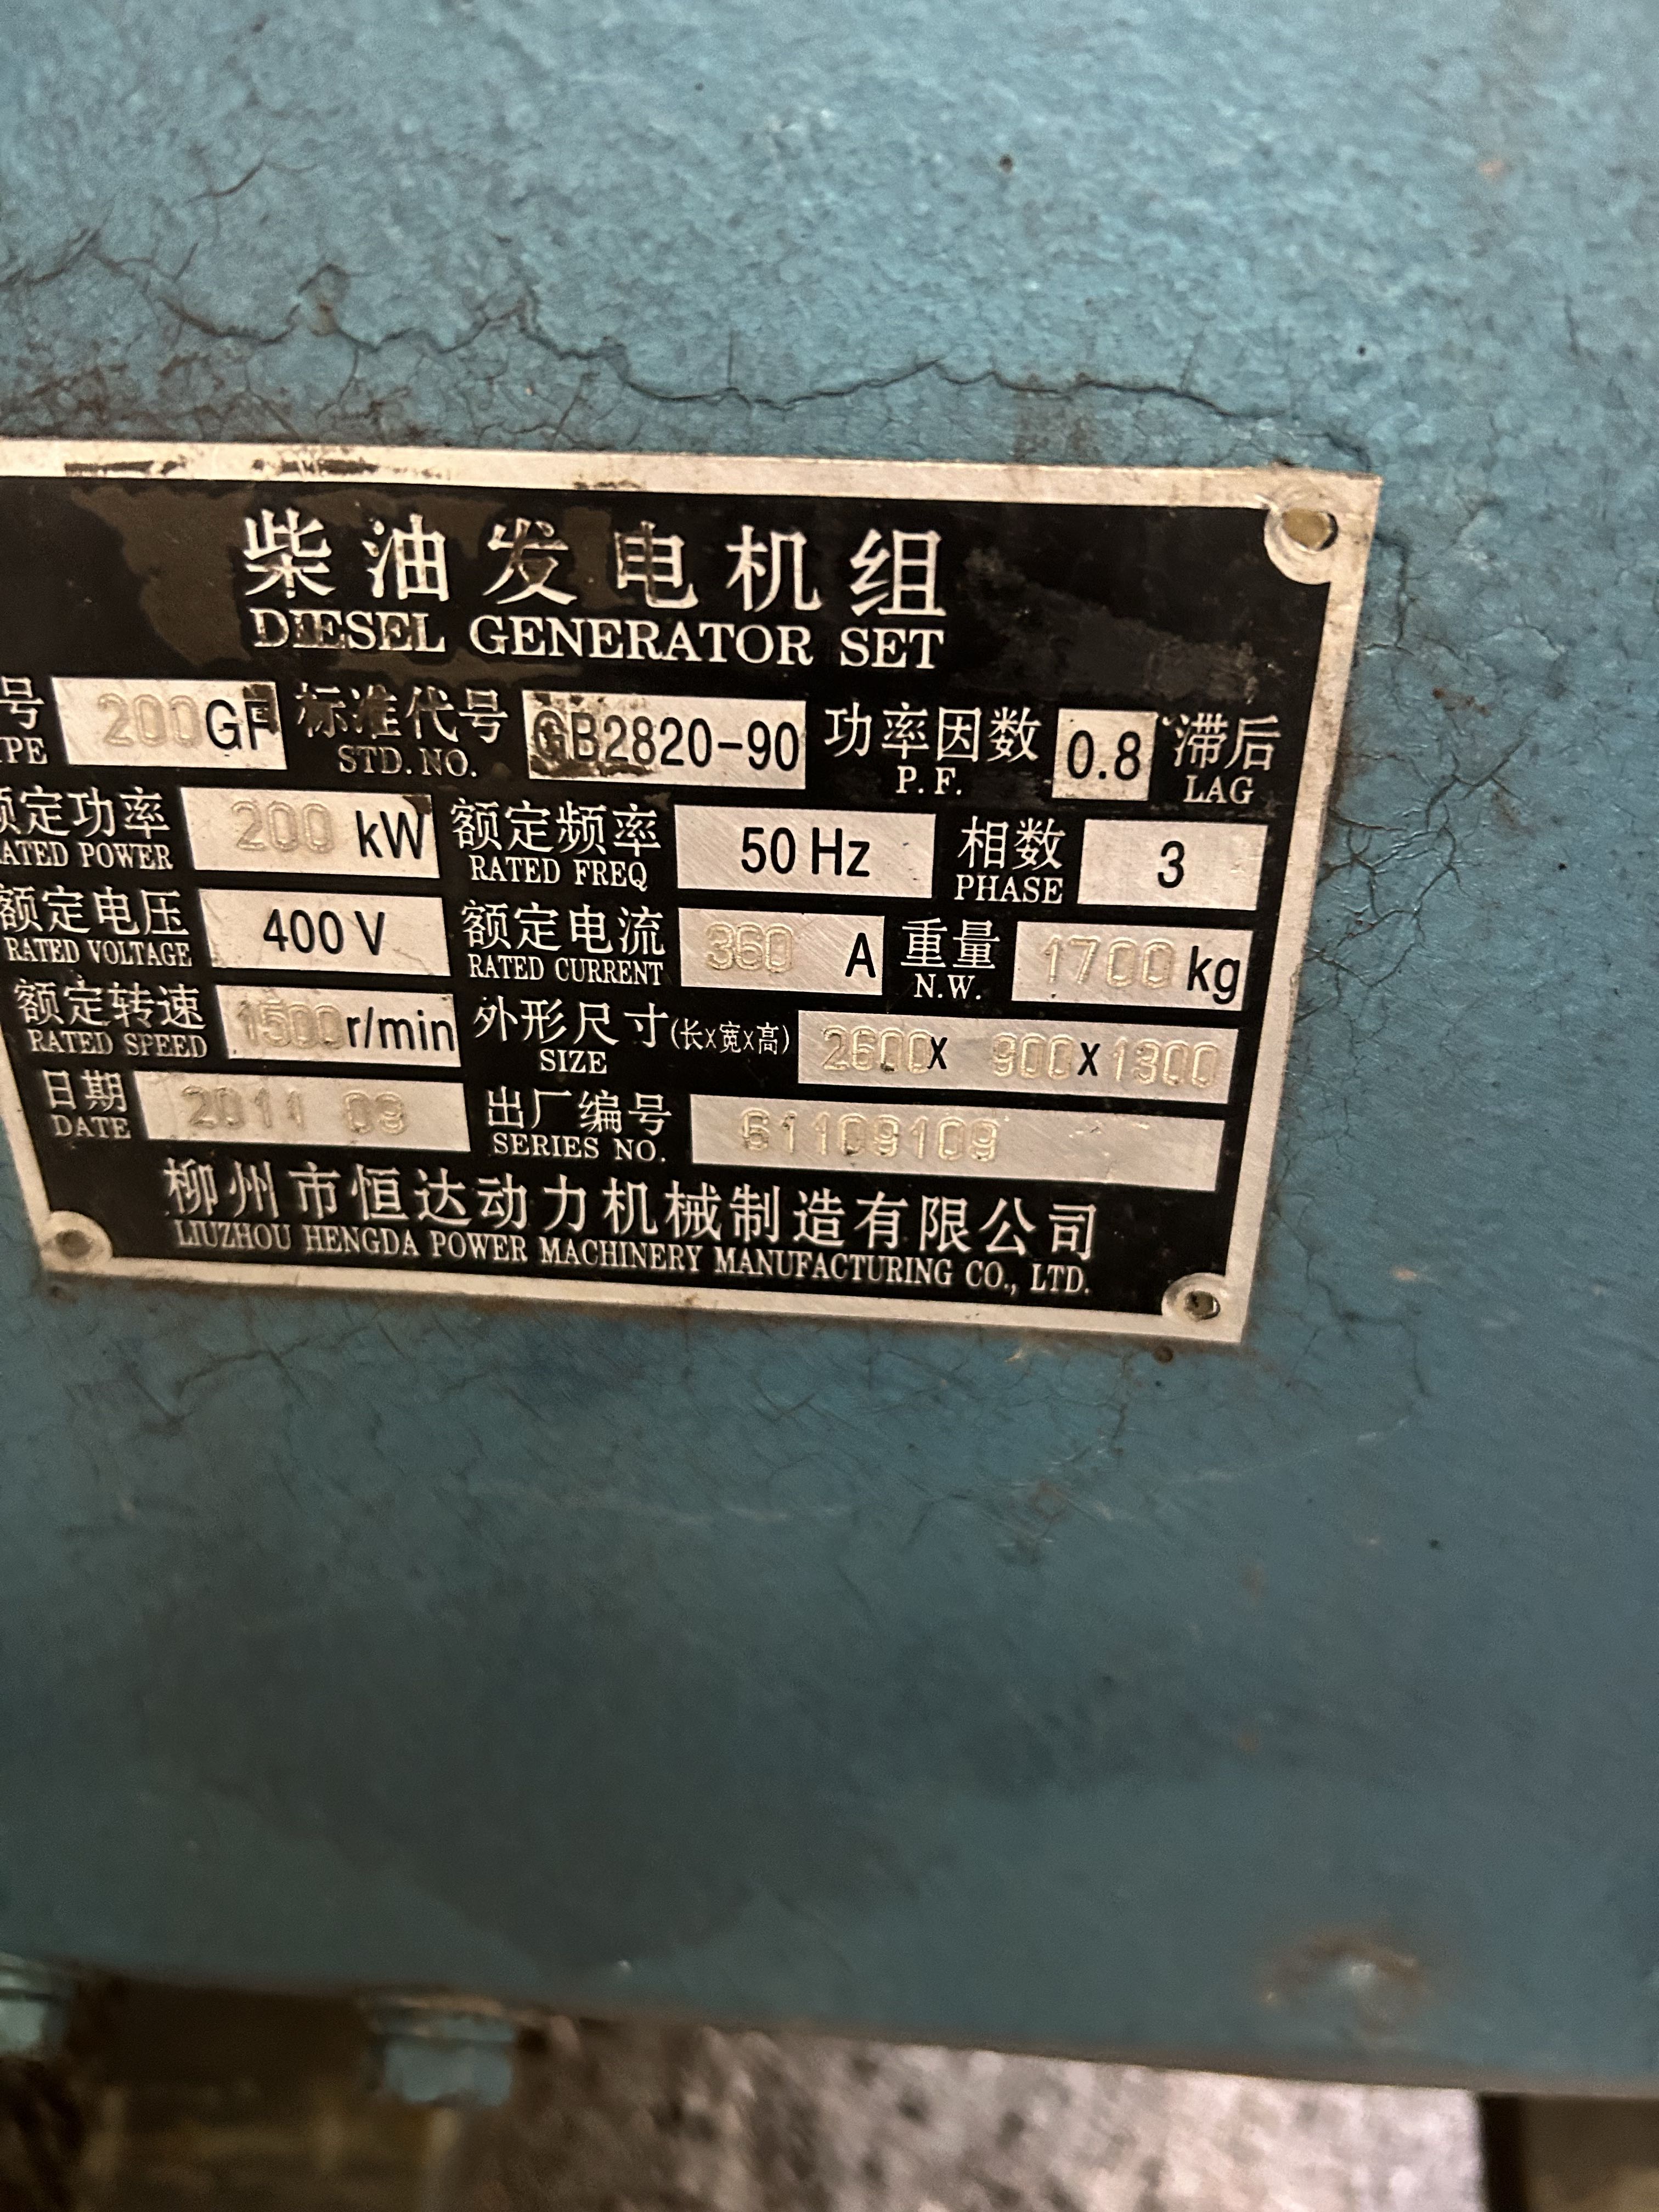 柴油发电机组
DIESEL GENERATOR SET
号 200GF 标准代号 GB2820-90 功率因数 0.8 滞后
YPE STD. NO. P. F. LAG
额定功率 200 kW 额定频率 50 Hz 相数 3
RATED POWER RATED FREQ PHASE
额定电压 400 V 额定电流 360 A 重量 1700 kg
RATED VOLTAGE RATED CURRENT N.W.
额定转速 1500 r/min 外形尺寸(长x宽x高) 2600x 900x1300
RATED SPEED SIZE
日期 2011 09 出厂编号 61109109
DATE SERIES NO.
柳州市恒达动力机械制造有限公司
LIUZHOU HENGDA POWER MACHINERY MANUFACTURING CO., LTD.